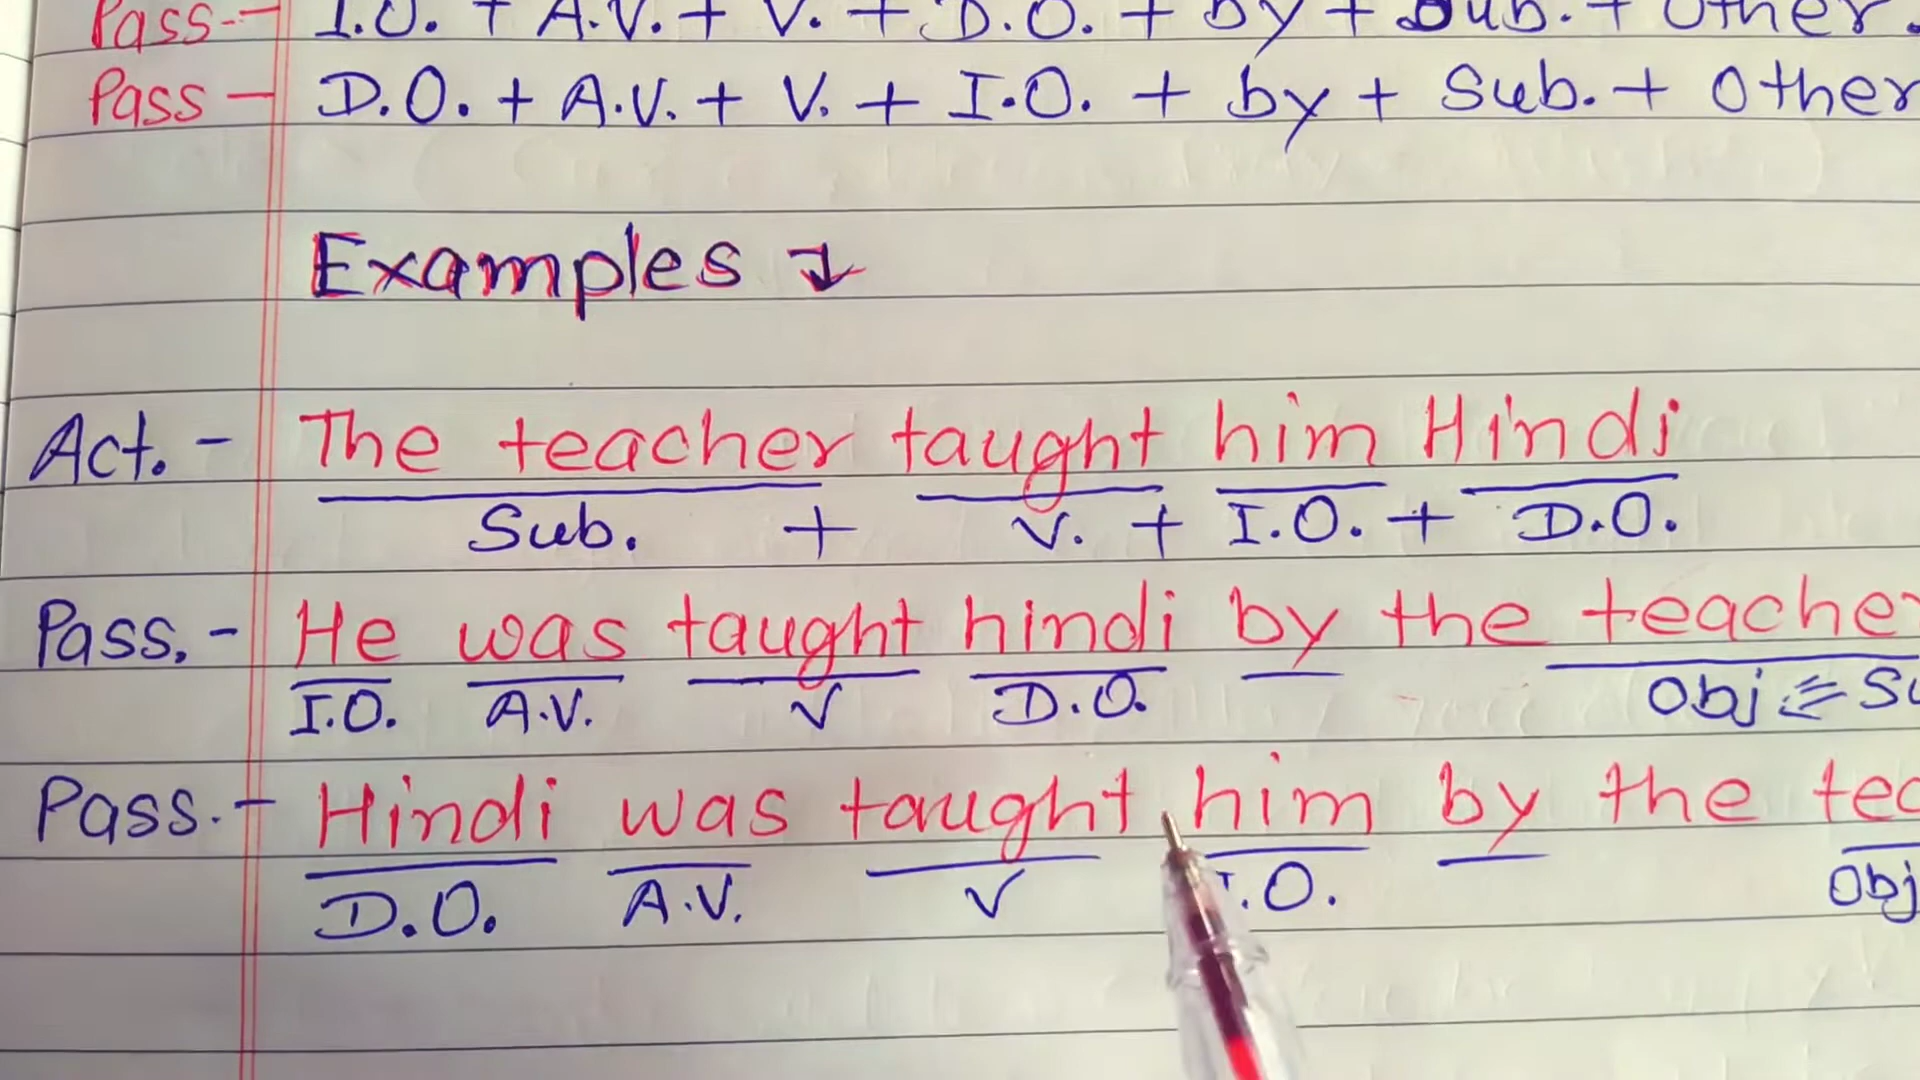 Pass.- I.O. + A.V. + V. + D.O. + by + Sub. + Other.
Pass - D.O. + A.V. + V. + I.O. + by + Sub. + Other
Examples ↓
Act. - The teacher taught him Hindi
Sub. + V. + I.O. + D.O.
Pass. - He was taught hindi by the teacher
I.O. A.V. V D.O. Obj
Pass. - Hindi was taught him by the
D.O. A.V. V I.O. Obj